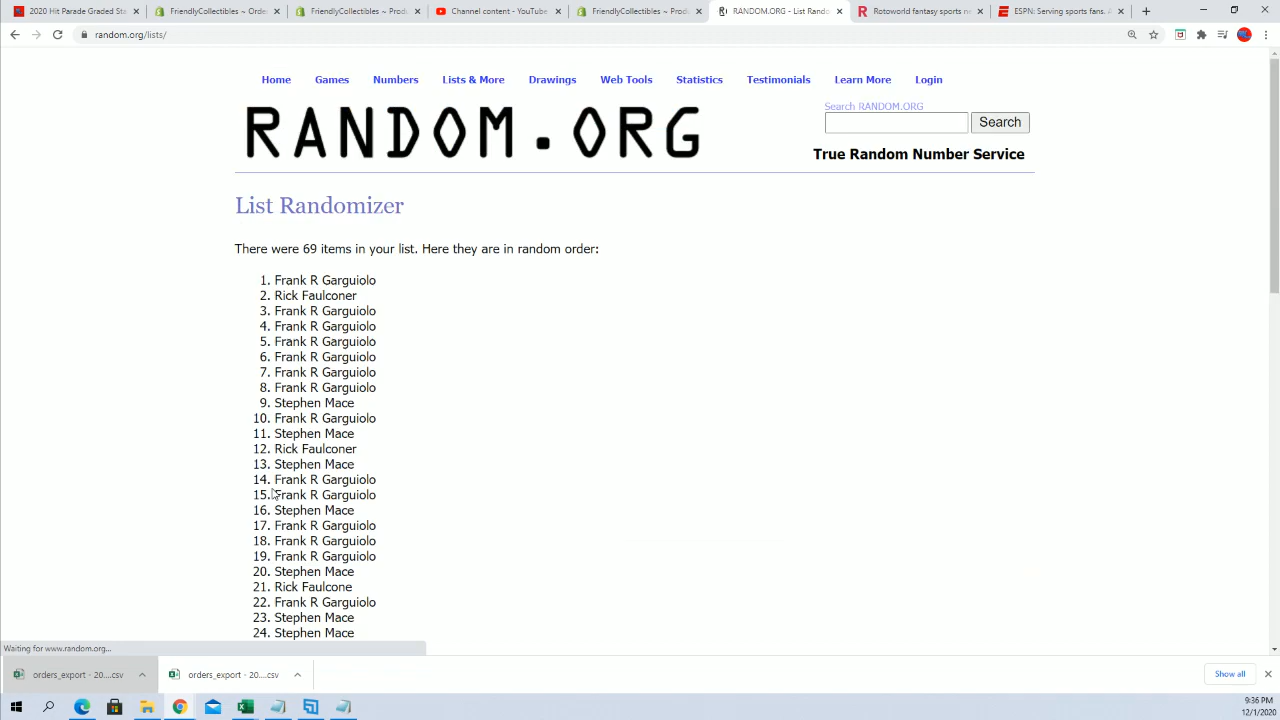 2020 Hit Parade Graded Sta
FriendlyCollectibles ~ Order
FriendlyCollectibles ~ Produ
Channel content - YouTube
FriendlyCollectibles ~ Produ
RANDOM.ORG - List Rando
Rotoworld fantasy sports ne
ESPN: Serving sports fans. A
random.org/lists/
Home Games Numbers Lists & More Drawings Web Tools Statistics Testimonials Learn More Login
RANDOM.ORG
Search RANDOM.ORG
Search
True Random Number Service
List Randomizer
There were 69 items in your list. Here they are in random order:
1. Frank R Garguiolo
2. Rick Faulconer
3. Frank R Garguiolo
4. Frank R Garguiolo
5. Frank R Garguiolo
6. Frank R Garguiolo
7. Frank R Garguiolo
8. Frank R Garguiolo
9. Stephen Mace
10. Frank R Garguiolo
11. Stephen Mace
12. Rick Faulconer
13. Stephen Mace
14. Frank R Garguiolo
15. Frank R Garguiolo
16. Stephen Mace
17. Frank R Garguiolo
18. Frank R Garguiolo
19. Frank R Garguiolo
20. Stephen Mace
21. Rick Faulcone
22. Frank R Garguiolo
23. Stephen Mace
24. Stephen Mace
Waiting for www.random.org...
orders_export - 20....csv
orders_export - 20....csv
Show all
9:36 PM
12/1/2020